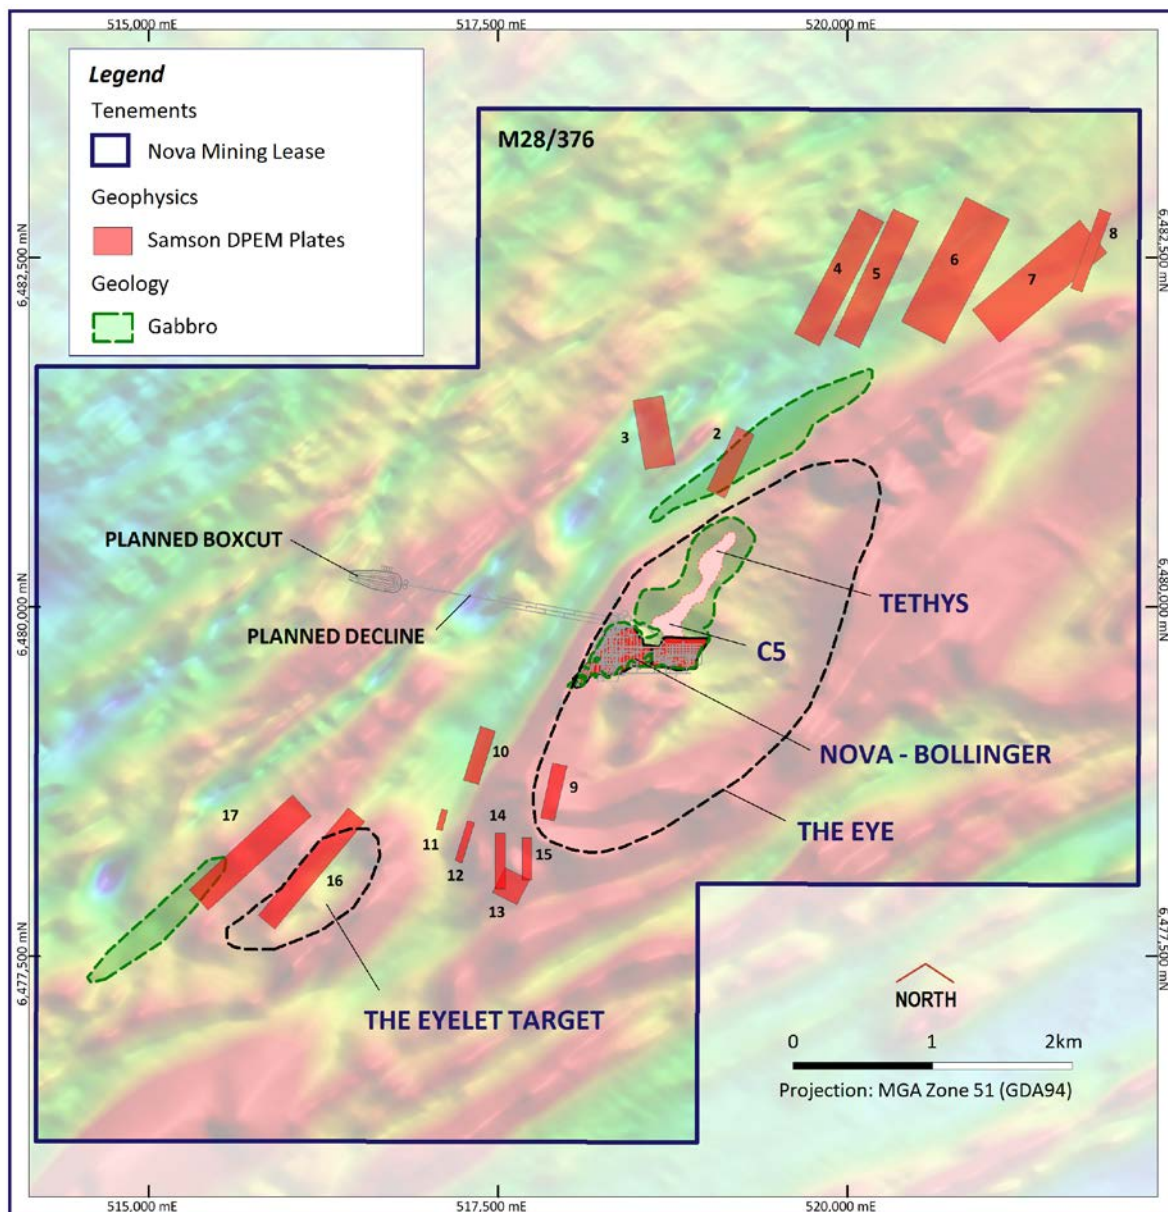 515,000 mE
517,500 mE
520,000 mE
Legend
Tenements
Nova Mining Lease
Geophysics
Samson DPEM Plates
Geology
Gabbro
M28/376
6,482,500 mN
6,482,500 mN
4
5
6
7
8
3
2
PLANNED BOXCUT
PLANNED DECLINE
TETHYS
6,480,000 mN
6,480,000 mN
C5
NOVA - BOLLINGER
10
9
THE EYE
17
11
14
12
15
16
13
6,477,500 mN
6,477,500 mN
THE EYELET TARGET
NORTH
0
1
2km
Projection: MGA Zone 51 (GDA94)
515,000 mE
517,500 mE
520,000 mE